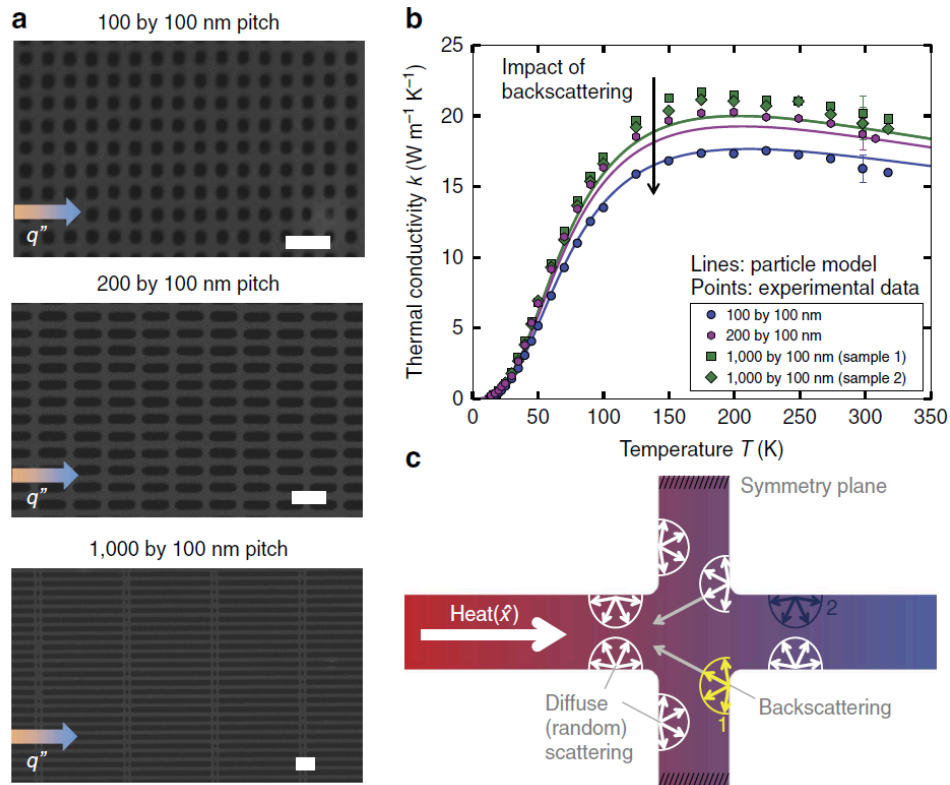 a
100 by 100 nm pitch
q”
200 by 100 nm pitch
q”
1,000 by 100 nm pitch
q”
b
Thermal conductivity k (W m⁻¹ K⁻¹)
25
20
15
10
5
0
Impact of
backscattering
Lines: particle model
Points: experimental data
100 by 100 nm
200 by 100 nm
1,000 by 100 nm (sample 1)
1,000 by 100 nm (sample 2)
0 50 100 150 200 250 300 350
Temperature T (K)
c
Symmetry plane
Heat(x̂)
2
Diffuse
(random)
scattering
1
Backscattering